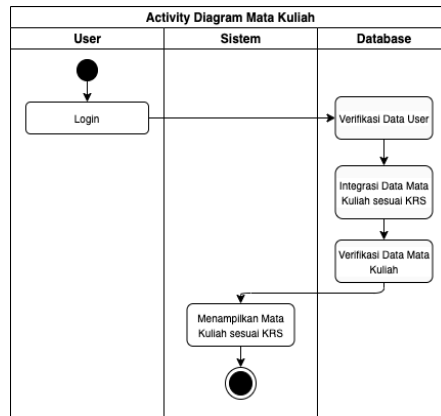 Activity Diagram Mata Kuliah
User
Sistem
Database
Login
Verifikasi Data User
Integrasi Data Mata
Kuliah sesuai KRS
Verifikasi Data Mata
Kuliah
Menampilkan Mata
Kuliah sesuai KRS